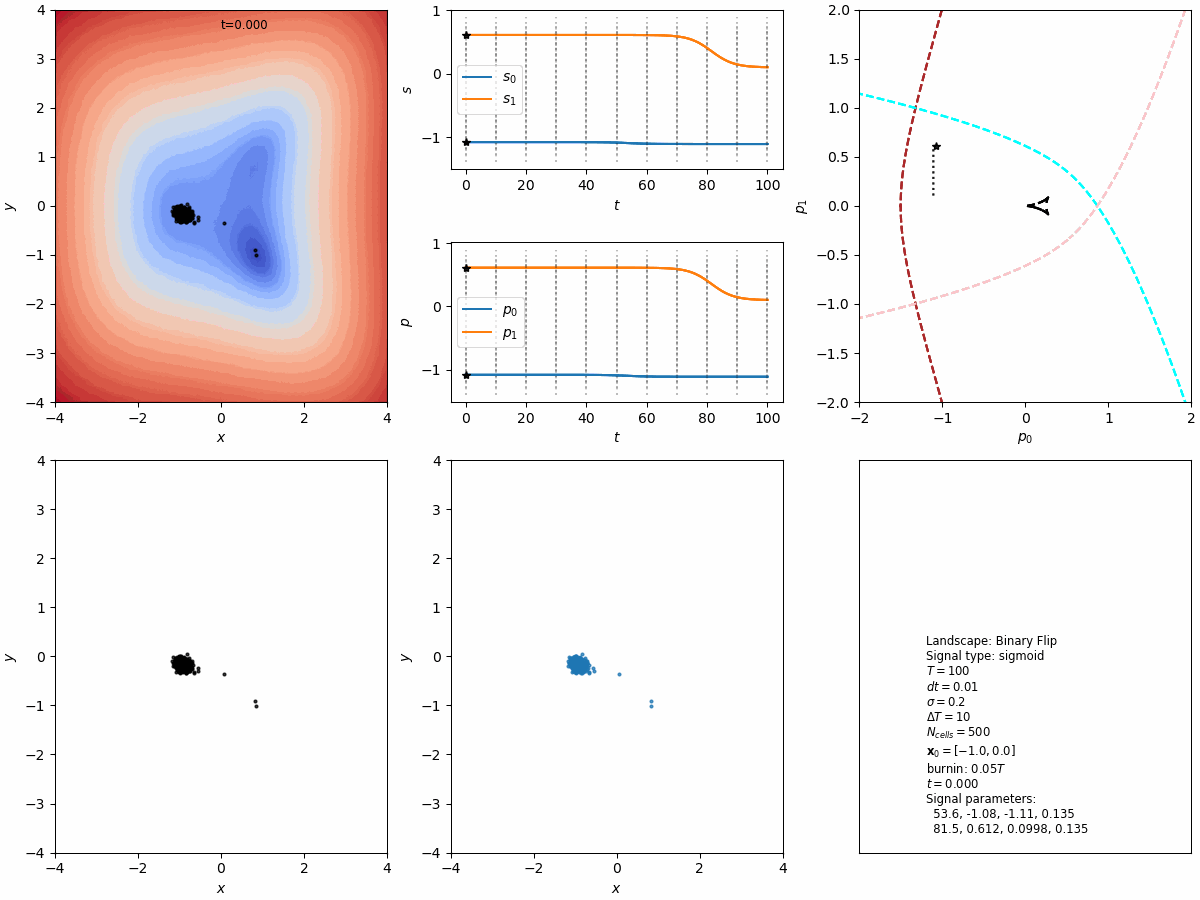 t=0.000
4
3
2
1
0
−1
−2
−3
−4
y
−4
−2
0
2
4
x
1
0
−1
s
s₀
s₁
0
20
40
60
80
100
t
1
0
−1
p
p₀
p₁
0
20
40
60
80
100
t
2.0
1.5
1.0
0.5
0.0
−0.5
−1.0
−1.5
−2.0
p₁
−2
−1
0
1
2
p₀
4
3
2
1
0
−1
−2
−3
−4
y
−4
−2
0
2
4
x
4
3
2
1
0
−1
−2
−3
−4
y
−4
−2
0
2
4
x
Landscape: Binary Flip
Signal type: sigmoid
T = 100
dt = 0.01
σ = 0.2
ΔT = 10
N_cells = 500
x₀ = [−1.0, 0.0]
burnin: 0.05T
t = 0.000
Signal parameters:
53.6, -1.08, -1.11, 0.135
81.5, 0.612, 0.0998, 0.135